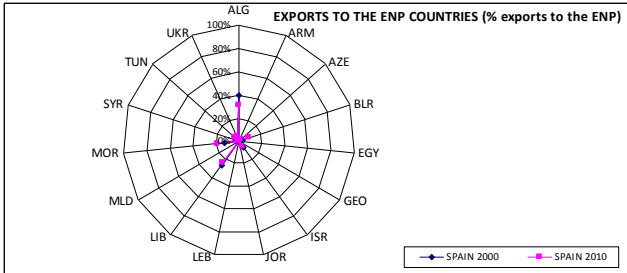 ALG
EXPORTS TO THE ENP COUNTRIES (% exports to the ENP)
100%
UKR
ARM
80%
TUN
AZE
60%
40%
SYR
BLR
20%
0%
MOR
EGY
MLD
GEO
LIB
ISR
LEB
JOR
SPAIN 2000
SPAIN 2010